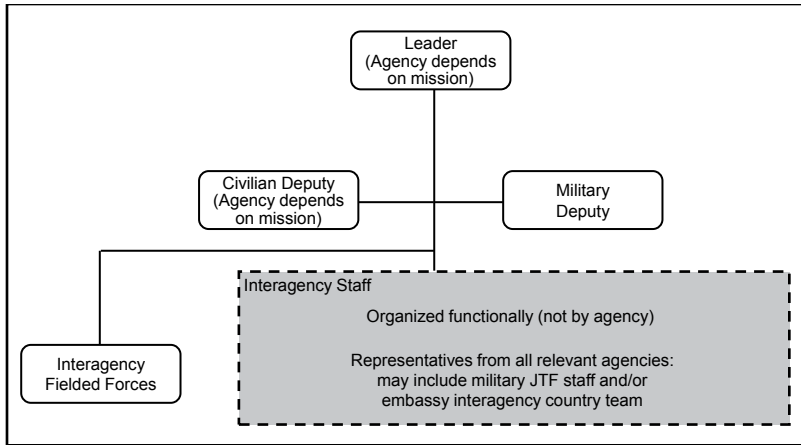 Leader
(Agency depends
on mission)
Civilian Deputy
(Agency depends
on mission)
Military
Deputy
Interagency Staff
Organized functionally (not by agency)
Representatives from all relevant agencies:
may include military JTF staff and/or
embassy interagency country team
Interagency
Fielded Forces